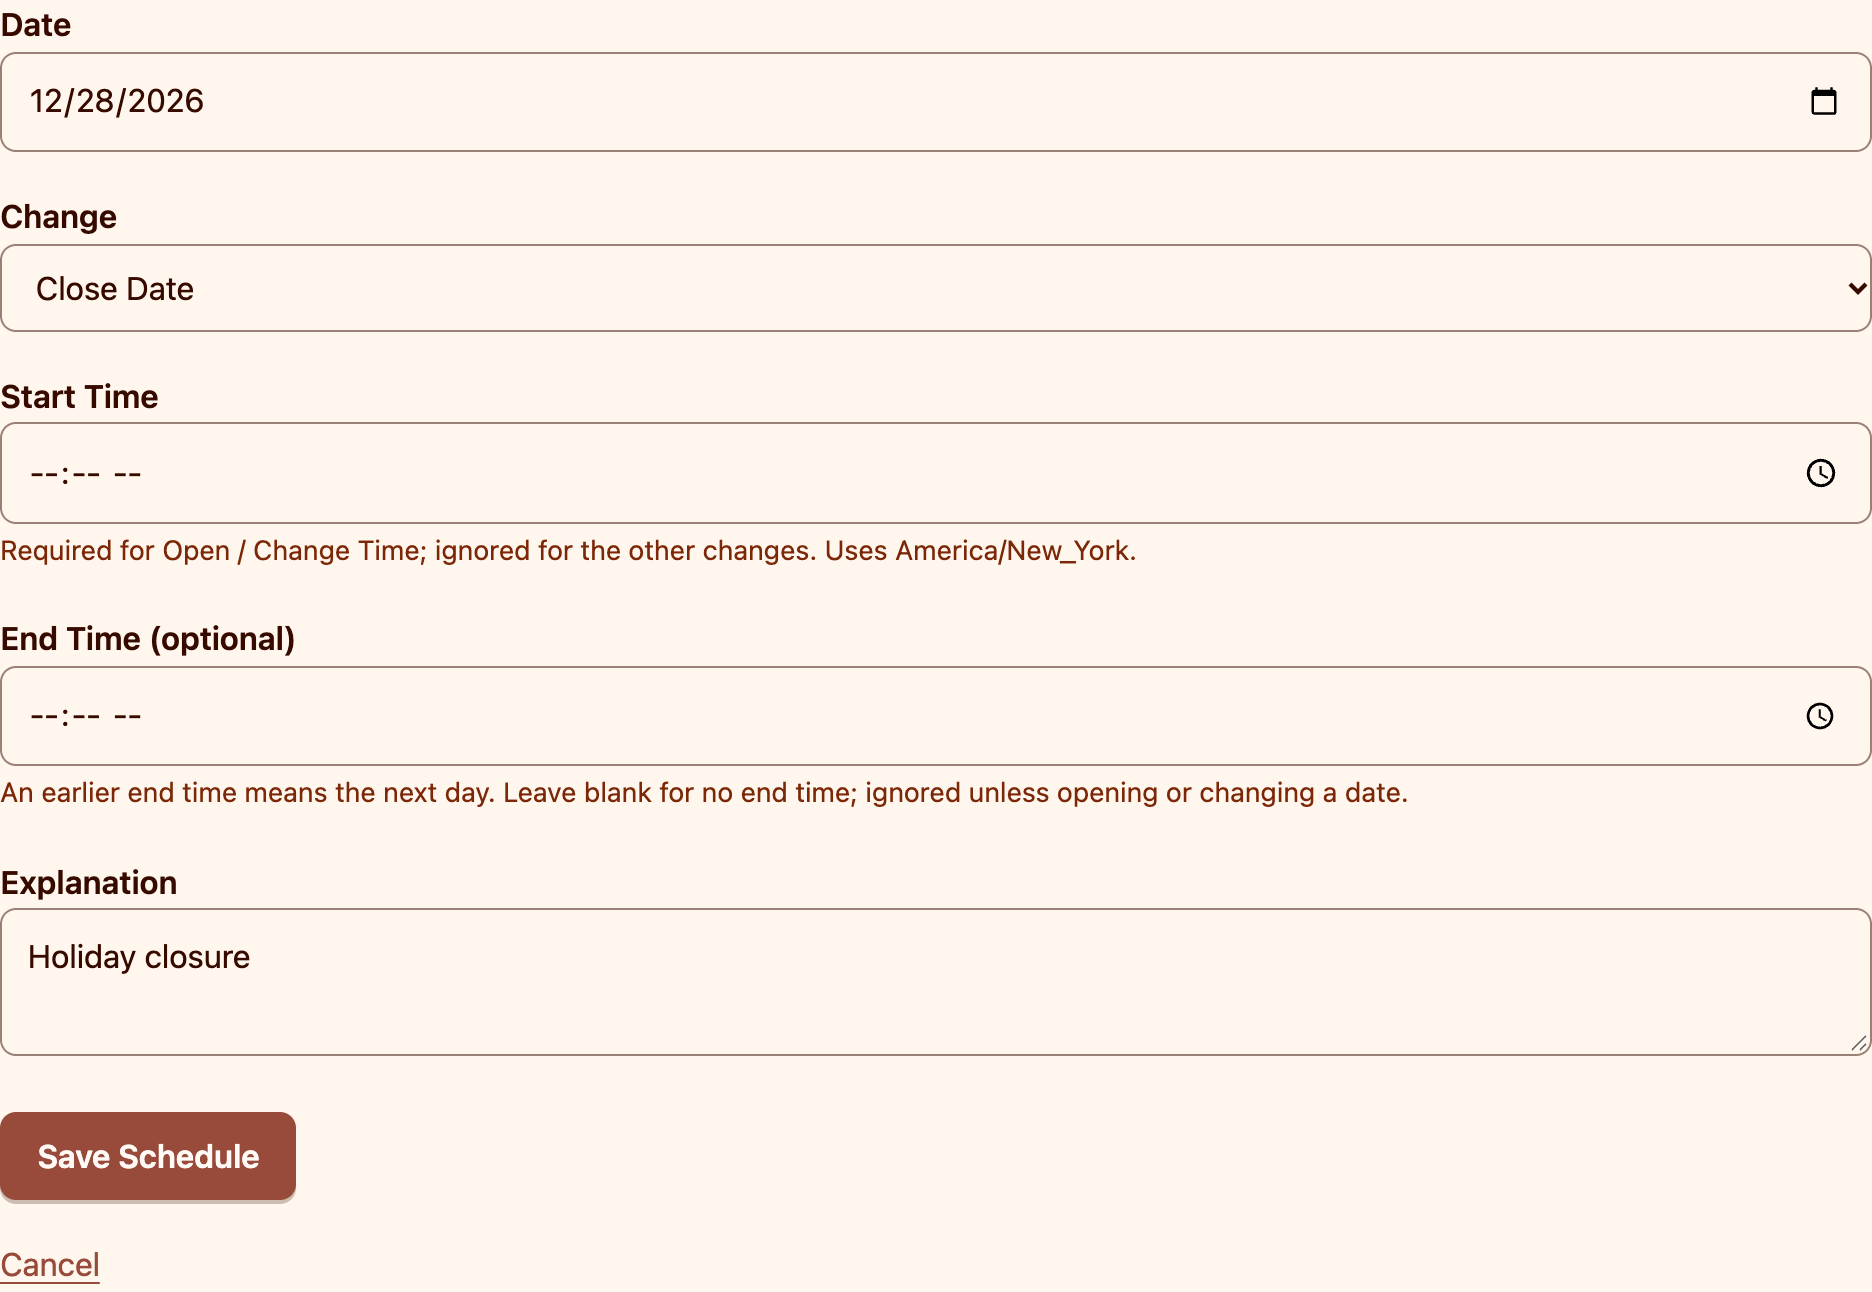 Date
12/28/2026
Change
Close Date
Start Time
--:-- --
Required for Open / Change Time; ignored for the other changes. Uses America/New_York.
End Time (optional)
--:-- --
An earlier end time means the next day. Leave blank for no end time; ignored unless opening or changing a date.
Explanation
Holiday closure
Save Schedule
Cancel